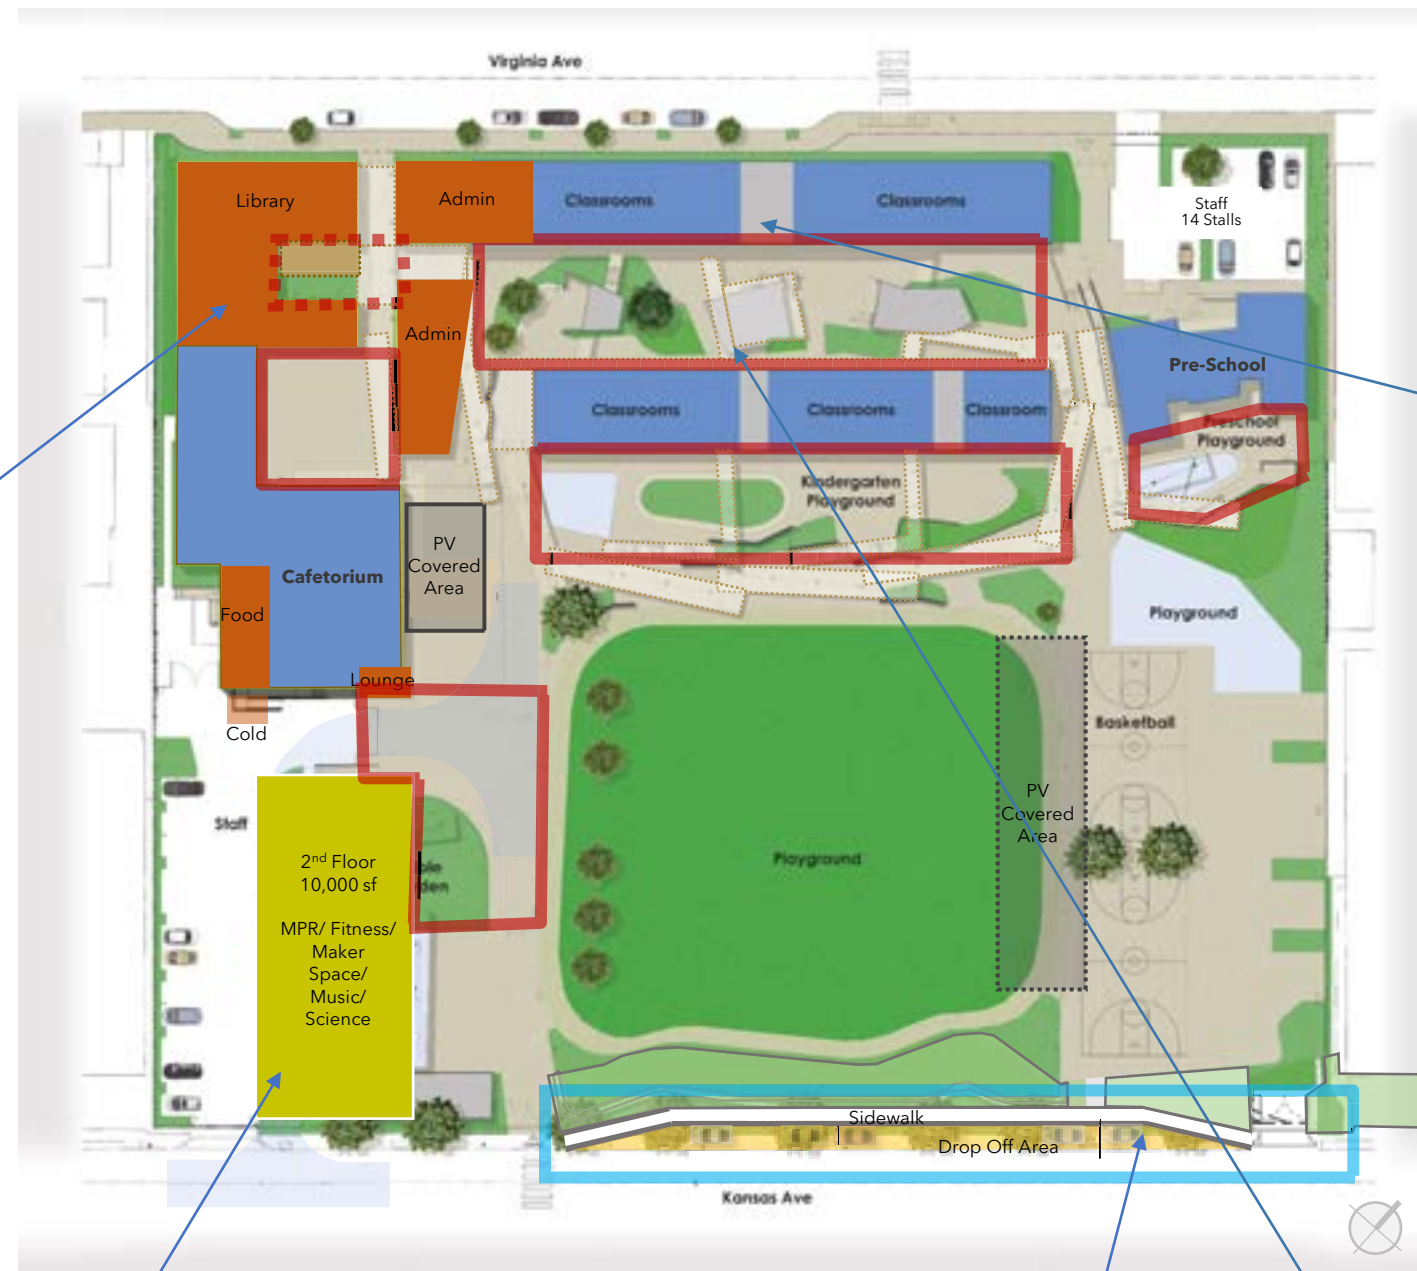 Virginia Ave
Library
Admin
Classrooms
Classrooms
Staff
14 Stalls
Admin
Pre-School
Classrooms
Classrooms
Classroom
Preschool
Playground
Kindergarten
Playground
PV
Covered
Area
Cafetorium
Food
Playground
Lounge
Cold
Basketball
PV
Covered
Area
Staff
2nd Floor
10,000 sf
MPR/ Fitness/
Maker
Space/
Music/
Science
Playground
Sidewalk
Drop Off Area
Kansas Ave